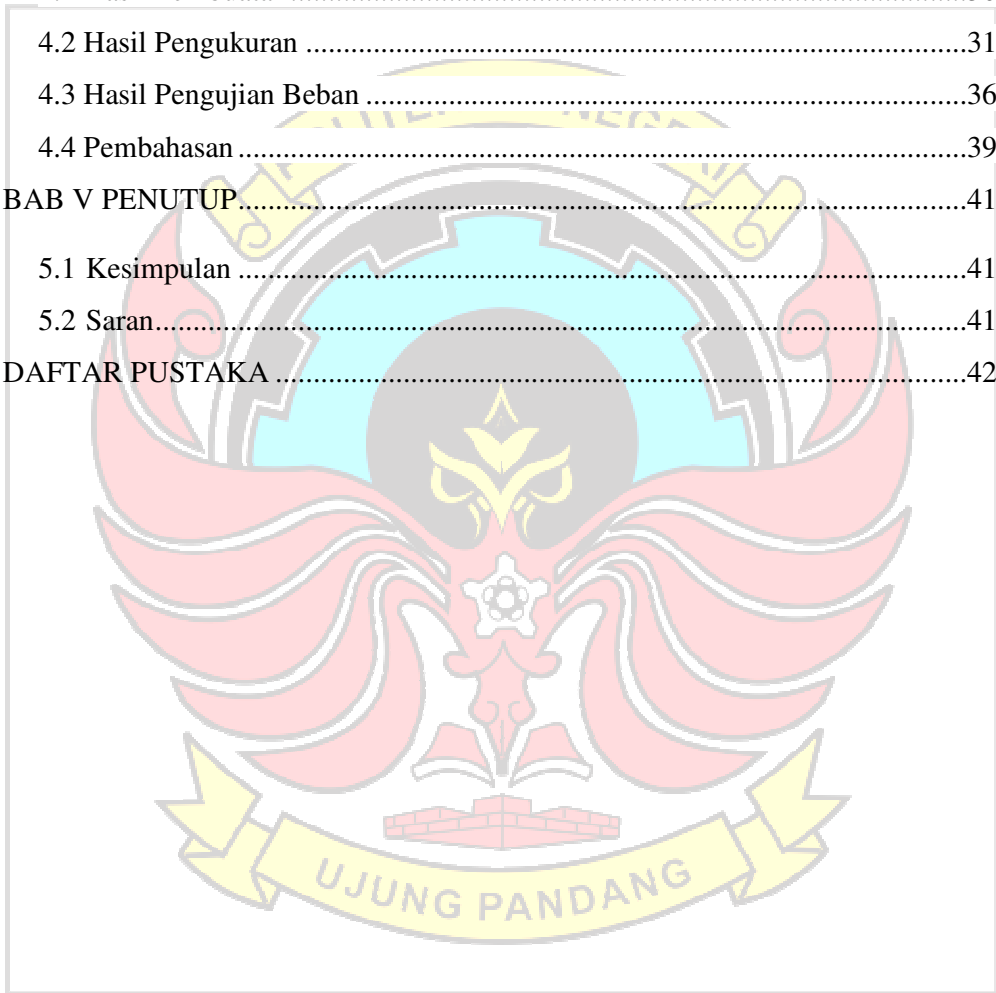 4.2 Hasil Pengukuran ....................................................................................31
4.3 Hasil Pengujian Beban ............................................................................36
4.4 Pembahasan .............................................................................................39
BAB V PENUTUP...........................................................................................41
5.1 Kesimpulan .............................................................................................41
5.2 Saran........................................................................................................41
DAFTAR PUSTAKA ......................................................................................42
UJUNG PANDANG